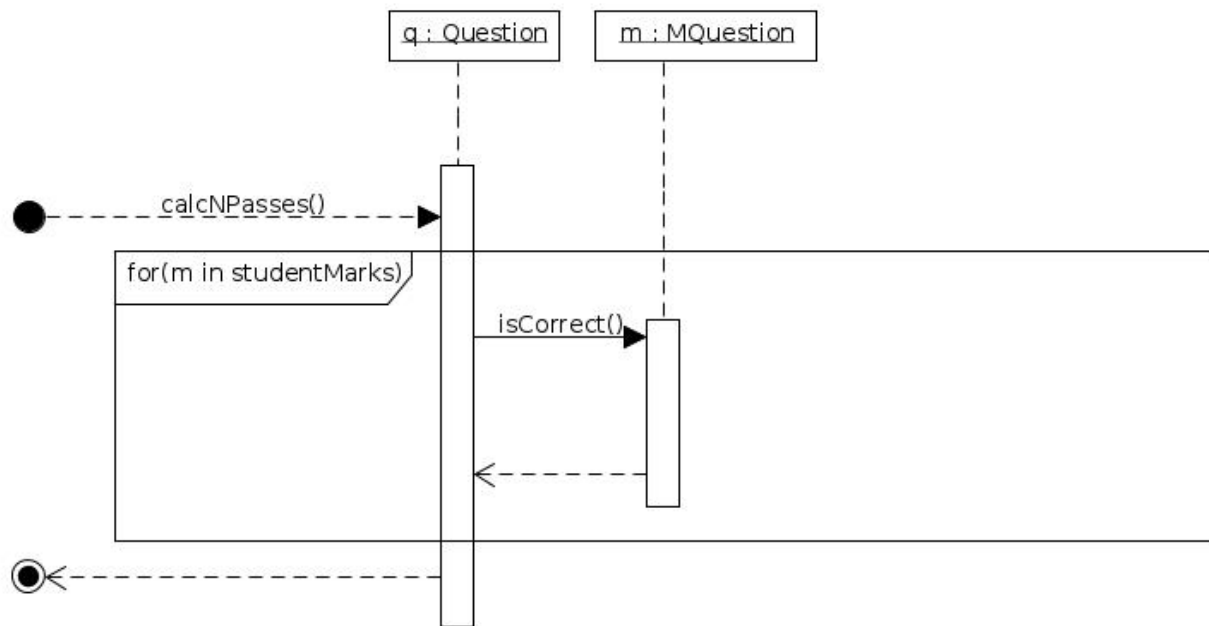 q : Question
m : MQuestion
calcNPasses()
for(m in studentMarks)
isCorrect()